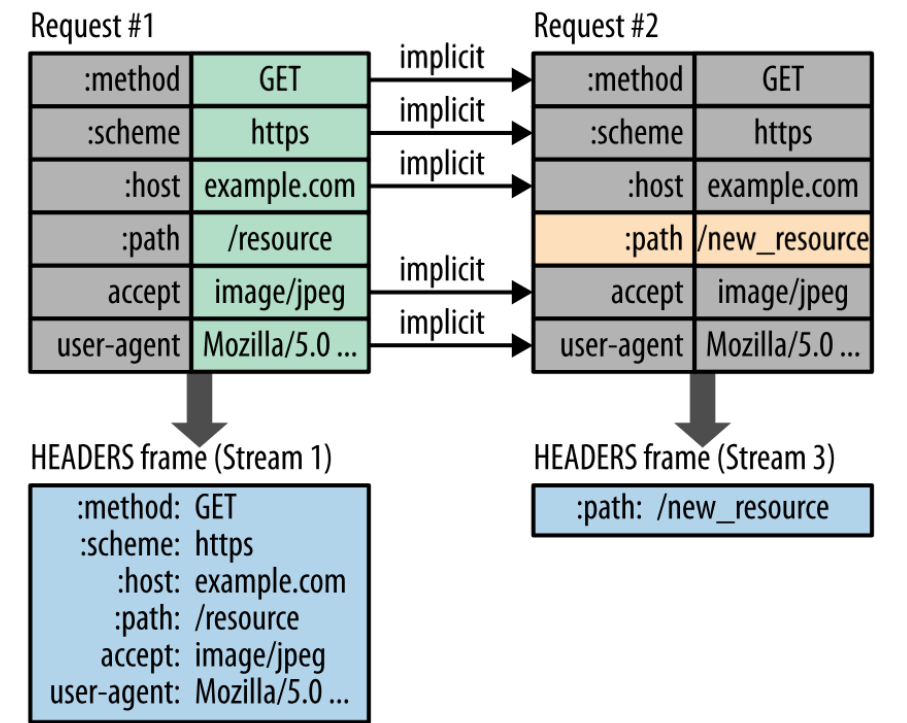 Request #1
Request #2
:method GET implicit :method GET
:scheme https implicit :scheme https
:host example.com implicit :host example.com
:path /resource :path /new_resource
accept image/jpeg implicit accept image/jpeg
user-agent Mozilla/5.0 ... implicit user-agent Mozilla/5.0 ...
HEADERS frame (Stream 1)
:method: GET
:scheme: https
:host: example.com
:path: /resource
accept: image/jpeg
user-agent: Mozilla/5.0 ...
HEADERS frame (Stream 3)
:path: /new_resource